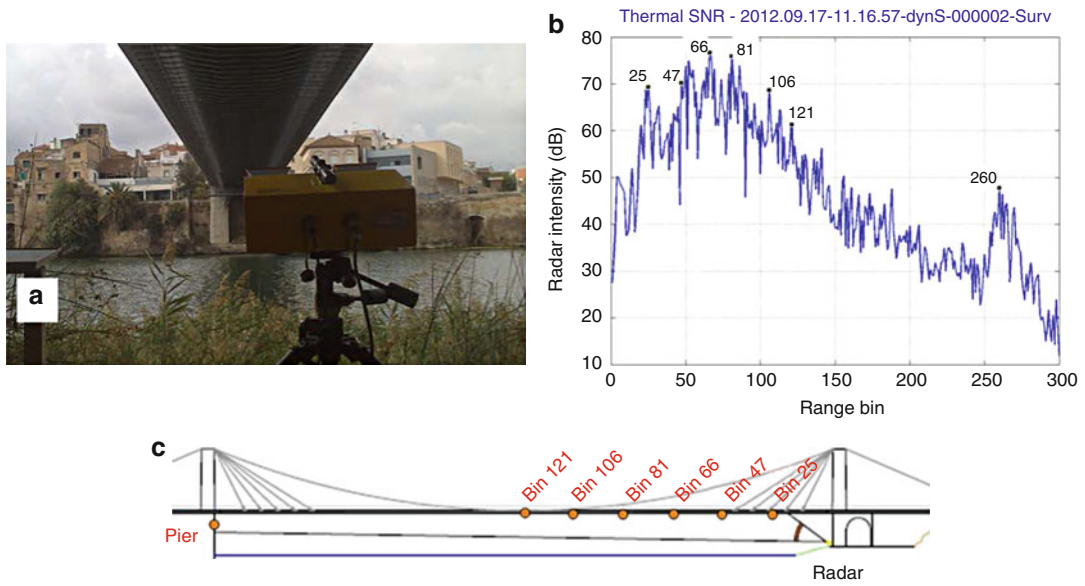 a
b
Thermal SNR - 2012.09.17-11.16.57-dynS-000002-Surv
80
70
60
50
40
30
20
10
Radar intensity (dB)
25
47
66
81
106
121
260
0
50
100
150
200
250
300
Range bin
c
Bin 121
Bin 106
Bin 81
Bin 66
Bin 47
Bin 25
Pier
Radar